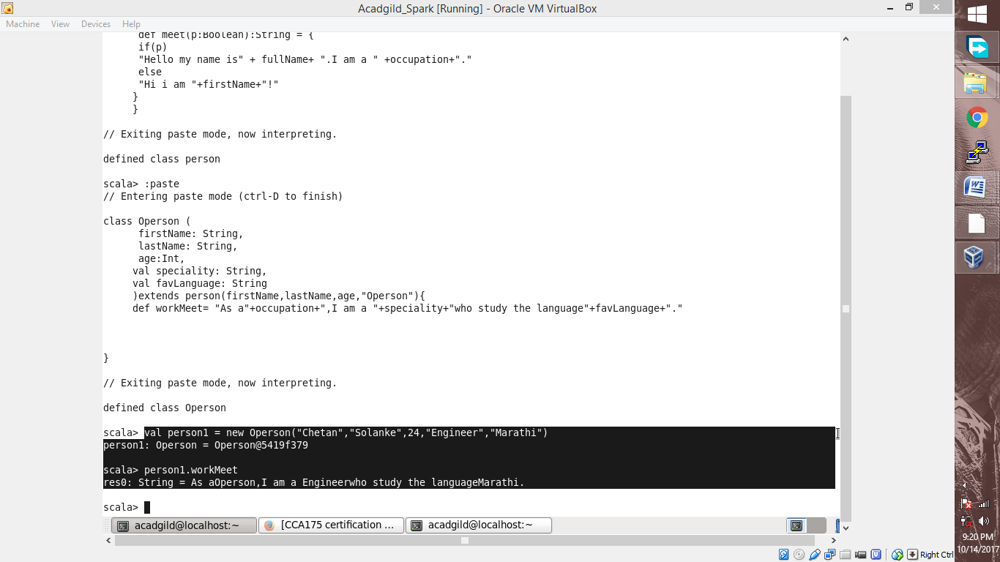 Acadgild_Spark [Running] - Oracle VM VirtualBox
Machine View Devices Help
def meet(p:Boolean):String = {
if(p)
"Hello my name is" + fullName+ ".I am a " +occupation+"."
else
"Hi i am "+firstName+"!"
}
}
// Exiting paste mode, now interpreting.
defined class person
scala> :paste
// Entering paste mode (ctrl-D to finish)
class Operson (
firstName: String,
lastName: String,
age:Int,
val speciality: String,
val favLanguage: String
)extends person(firstName,lastName,age,"Operson"){
def workMeet= "As a"+occupation+",I am a "+speciality+"who study the language"+favLanguage+"."
}
// Exiting paste mode, now interpreting.
defined class Operson
scala> val person1 = new Operson("Chetan","Solanke",24,"Engineer","Marathi")
person1: Operson = Operson@5419f379
scala> person1.workMeet
res0: String = As aOperson,I am a Engineerwho study the languageMarathi.
scala>
acadgild@localhost:~ [CCA175 certification ... acadgild@localhost:~
Right Ctrl
9:20 PM
10/14/2017